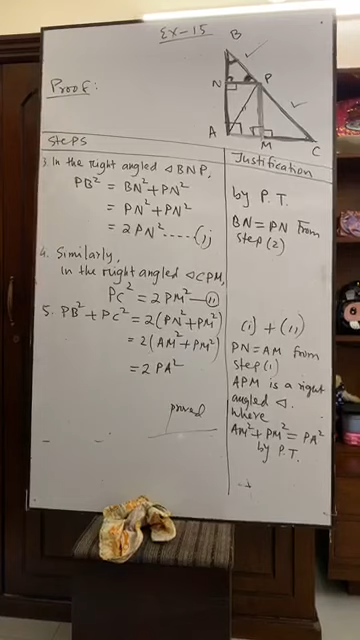 Ex-15
B
Proof:
N P
A M C
Steps Justification
3. In the right angled ◁BNP,
PB² = BN² + PN² by P.T.
= PN² + PN² BN = PN from
= 2PN² ......(i) step(2)
4. Similarly,
in the right angled ◁CPM,
PC² = 2PM² — (ii)
5. PB² + PC² = 2(PN² + PM²) (i) + (ii)
= 2(AM² + PM²) PN = AM from
step(1)
= 2PA² APM is a right
angled ◁.
proved where
AM² + PM² = PA²
by P.T.